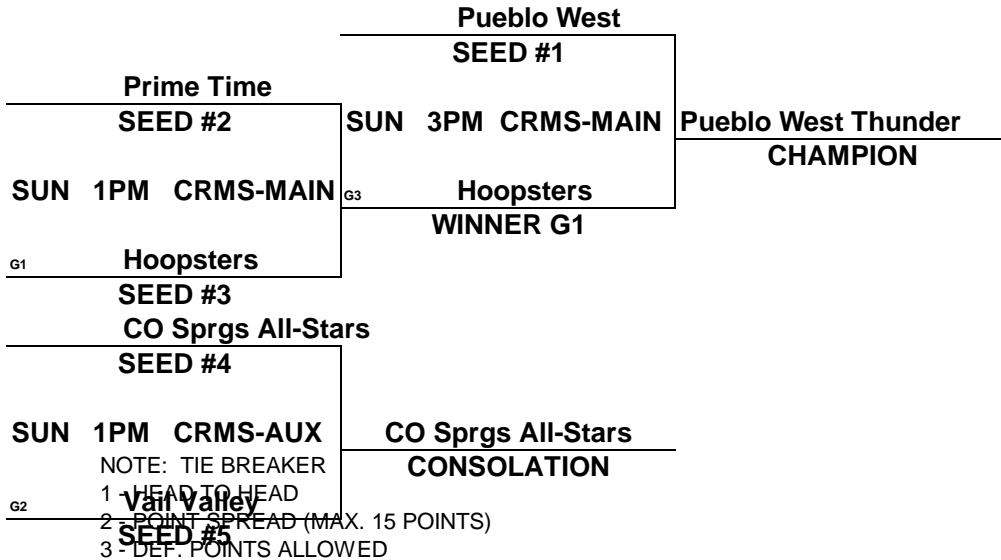 Pueblo West
SEED #1
Prime Time
SEED #2
SUN 3PM CRMS-MAIN
Pueblo West Thunder
CHAMPION
SUN 1PM CRMS-MAIN
G3 Hoopsters
WINNER G1
G1 Hoopsters
SEED #3
CO Sprgs All-Stars
SEED #4
SUN 1PM CRMS-AUX
CO Sprgs All-Stars
CONSOLATION
NOTE: TIE BREAKER
1 - HEAD TO HEAD
G2 Vail Valley
2 - POINT SPREAD (MAX. 15 POINTS)
SEED #5
3 - DEF. POINTS ALLOWED